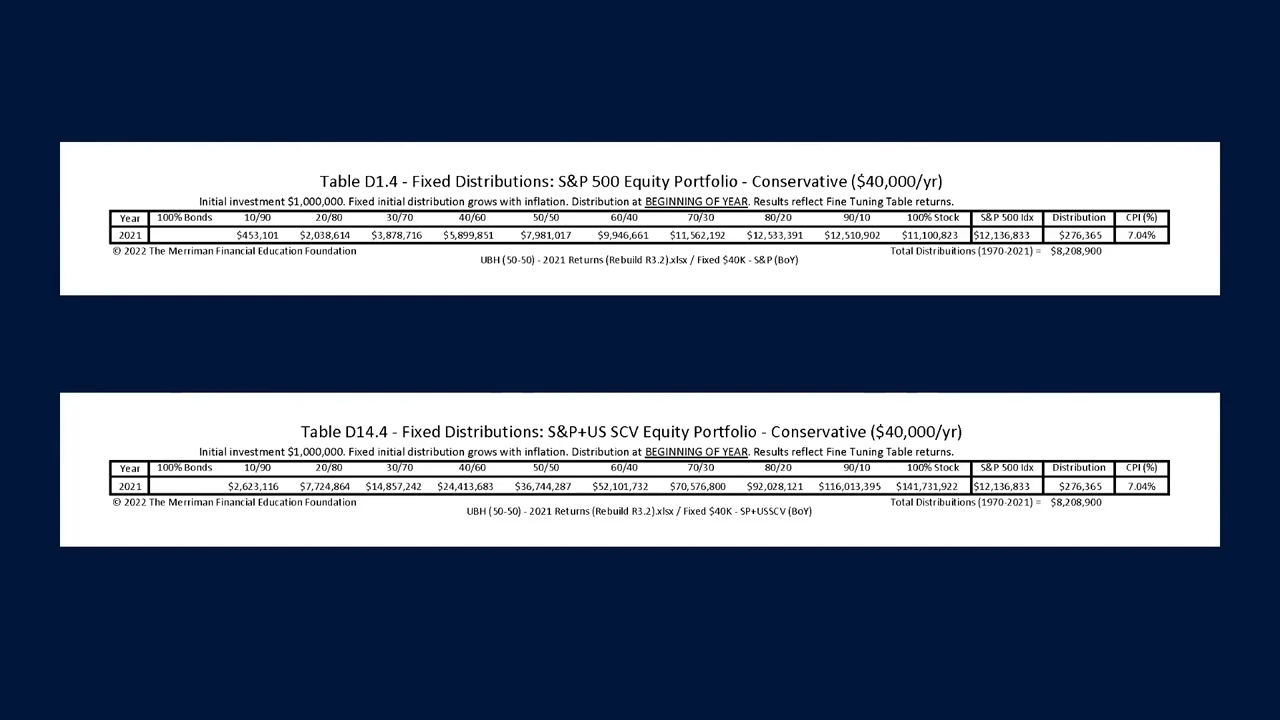 Table D1.4 - Fixed Distributions: S&P 500 Equity Portfolio - Conservative ($40,000/yr)
Initial investment $1,000,000. Fixed initial distribution grows with inflation. Distribution at BEGINNING OF YEAR. Results reflect Fine Tuning Table returns.
Year 100% Bonds 10/90 20/80 30/70 40/60 50/50 60/40 70/30 80/20 90/10 100% Stock S&P 500 Idx Distribution CPI (%)
2021 $453,101 $2,038,614 $3,878,716 $5,899,851 $7,981,017 $9,946,661 $11,562,192 $12,533,391 $12,510,902 $11,100,823 $12,136,833 $276,365 7.04%
© 2022 The Merriman Financial Education Foundation Total Distribuitions (1970-2021) = $8,208,900
UBH (50-50) - 2021 Returns (Rebuild R3.2).xlsx / Fixed $40K - S&P (BoY)
Table D14.4 - Fixed Distributions: S&P+US SCV Equity Portfolio - Conservative ($40,000/yr)
Initial investment $1,000,000. Fixed initial distribution grows with inflation. Distribution at BEGINNING OF YEAR. Results reflect Fine Tuning Table returns.
Year 100% Bonds 10/90 20/80 30/70 40/60 50/50 60/40 70/30 80/20 90/10 100% Stock S&P 500 Idx Distribution CPI (%)
2021 $2,623,116 $7,724,864 $14,857,242 $24,413,683 $36,744,287 $52,101,732 $70,576,800 $92,028,121 $116,013,395 $141,731,922 $12,136,833 $276,365 7.04%
© 2022 The Merriman Financial Education Foundation Total Distribuitions (1970-2021) = $8,208,900
UBH (50-50) - 2021 Returns (Rebuild R3.2).xlsx / Fixed $40K - SP+USSCV (BoY)